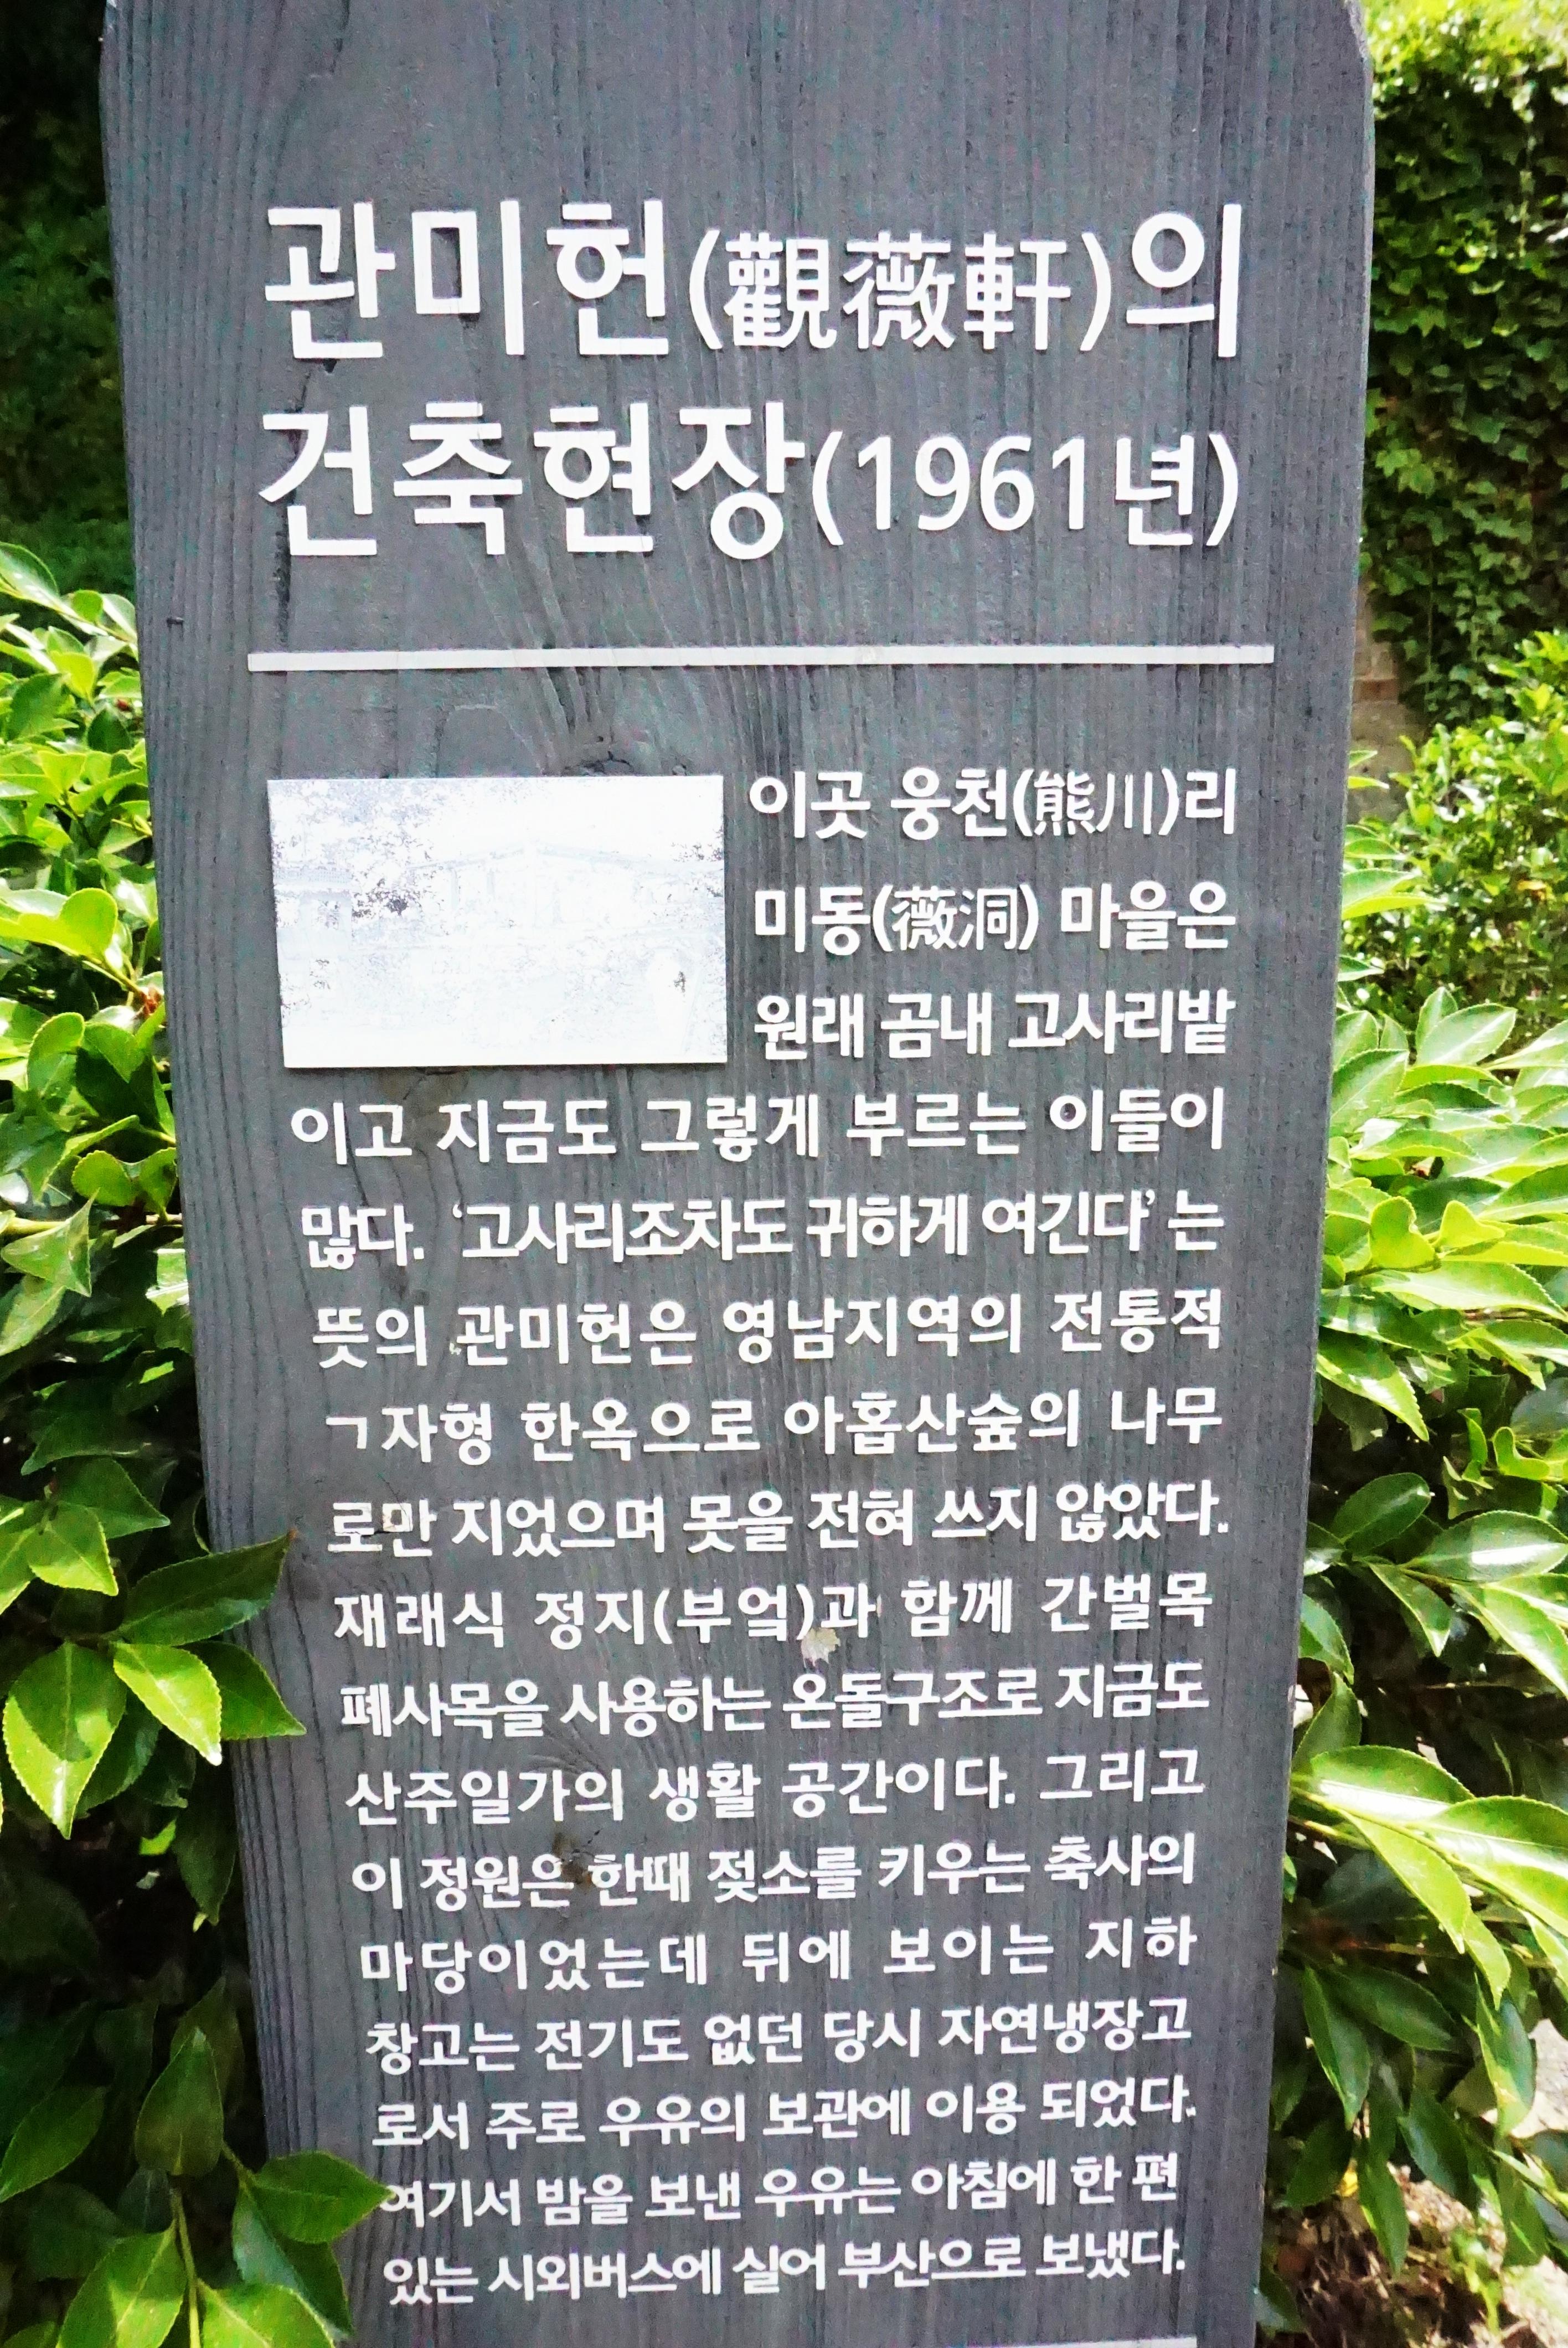 관미헌(觀薇軒)의
건축현장(1961년)
이곳 웅천(熊川)리
미동(薇洞) 마을은
원래 곰내 고사리밭
이고 지금도 그렇게 부르는 이들이
많다. ‘고사리조차도 귀하게 여긴다’는
뜻의 관미헌은 영남지역의 전통적
ㄱ자형 한옥으로 아홉산숲의 나무
로만 지었으며 못을 전혀 쓰지 않았다.
재래식 정지(부엌)과 함께 간벌목
폐사목을 사용하는 온돌구조로 지금도
산주일가의 생활 공간이다. 그리고
이 정원은 한때 젖소를 키우는 축사의
마당이었는데 뒤에 보이는 지하
창고는 전기도 없던 당시 자연냉장고
로서 주로 우유의 보관에 이용 되었다.
여기서 밤을 보낸 우유는 아침에 한 편
있는 시외버스에 실어 부산으로 보냈다.